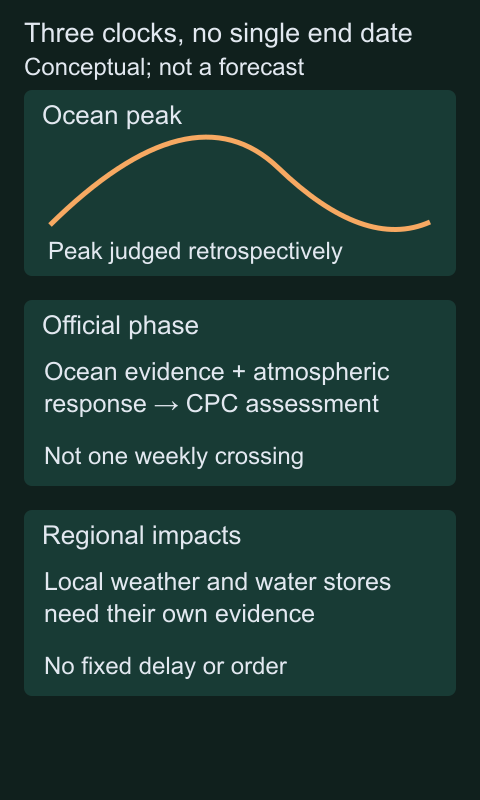 Three clocks, no single end date
Conceptual; not a forecast
Ocean peak
Peak judged retrospectively
Official phase
Ocean evidence + atmospheric
response → CPC assessment
Not one weekly crossing
Regional impacts
Local weather and water stores
need their own evidence
No fixed delay or order